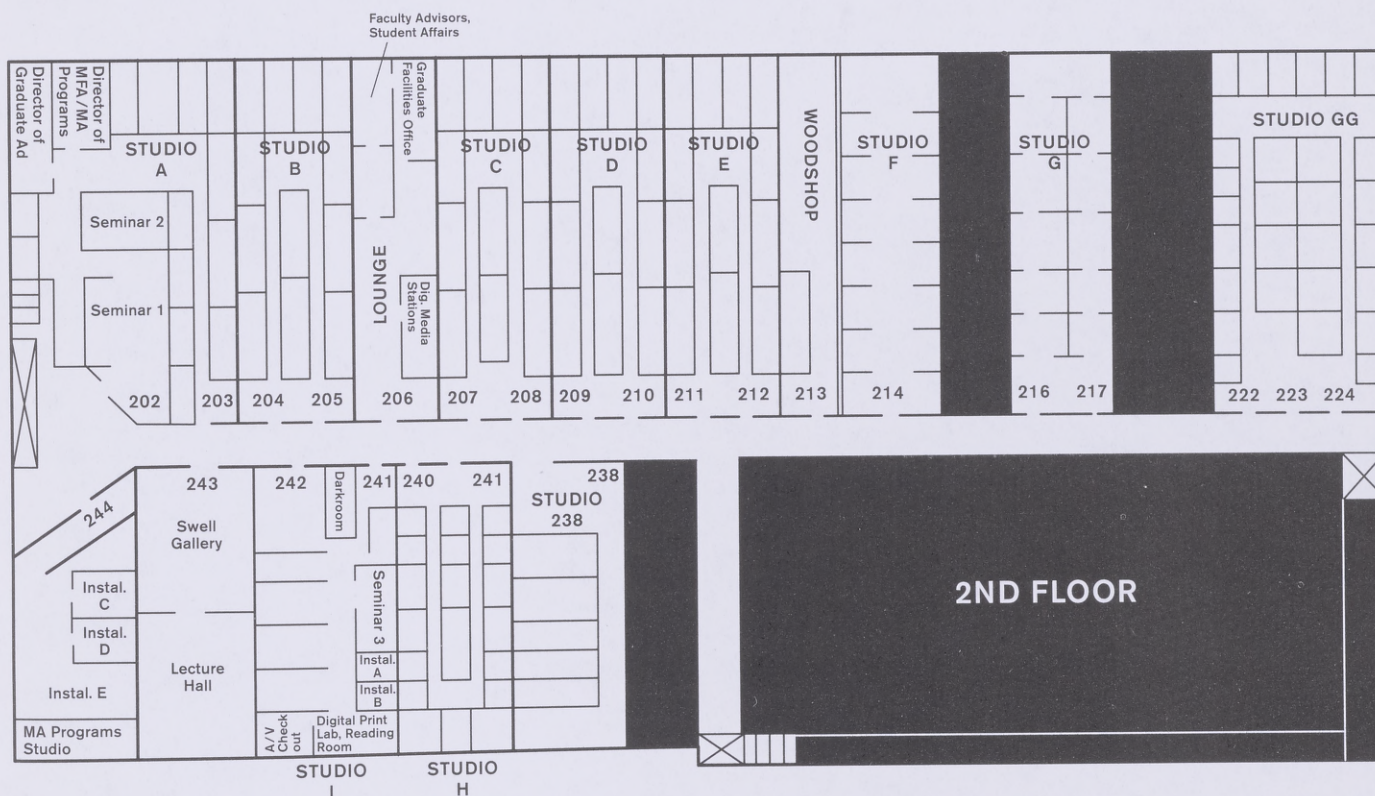 Faculty Advisors,
Student Affairs
Director of
Graduate Ad
Director of
MFA/MA
Programs
STUDIO
A
STUDIO
B
Graduate
Facilities Office
STUDIO
C
STUDIO
D
STUDIO
E
WOODSHOP
STUDIO
F
STUDIO
G
STUDIO GG
Seminar 2
Seminar 1
LOUNGE
Dig. Media
Stations
202
203
204
205
206
207
208
209
210
211
212
213
214
216
217
222
223
224
244
243
Swell
Gallery
242
Darkroom
241
240
241
238
STUDIO
238
Instal.
C
Instal.
D
Instal. E
MA Programs
Studio
Lecture
Hall
Seminar 3
Instal.
A
Instal.
B
A/V
Check
out
Digital Print
Lab, Reading
Room
STUDIO
I
STUDIO
H
2ND FLOOR